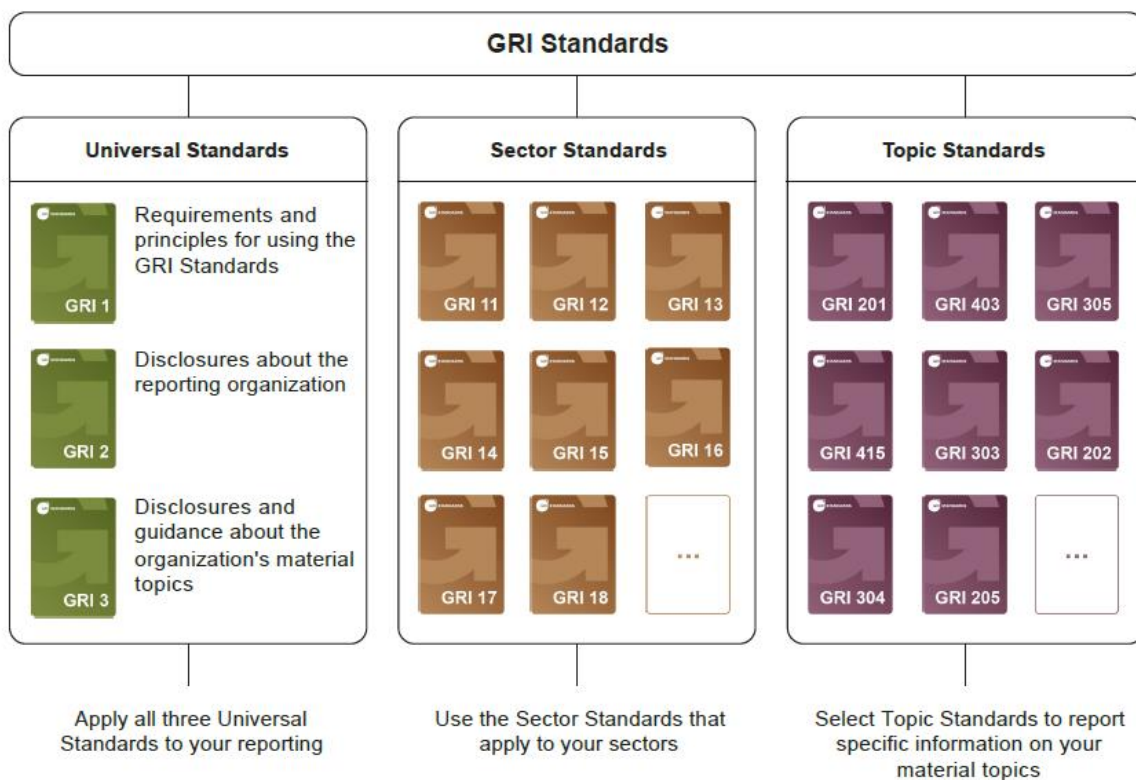 GRI Standards
Universal Standards
GRI 1
Requirements and
principles for using the
GRI Standards
GRI 2
Disclosures about the
reporting organization
GRI 3
Disclosures and
guidance about the
organization's material
topics
Apply all three Universal
Standards to your reporting
Sector Standards
GRI 11
GRI 12
GRI 13
GRI 14
GRI 15
GRI 16
GRI 17
GRI 18
...
Use the Sector Standards that
apply to your sectors
Topic Standards
GRI 201
GRI 403
GRI 305
GRI 415
GRI 303
GRI 202
GRI 304
GRI 205
...
Select Topic Standards to report
specific information on your
material topics